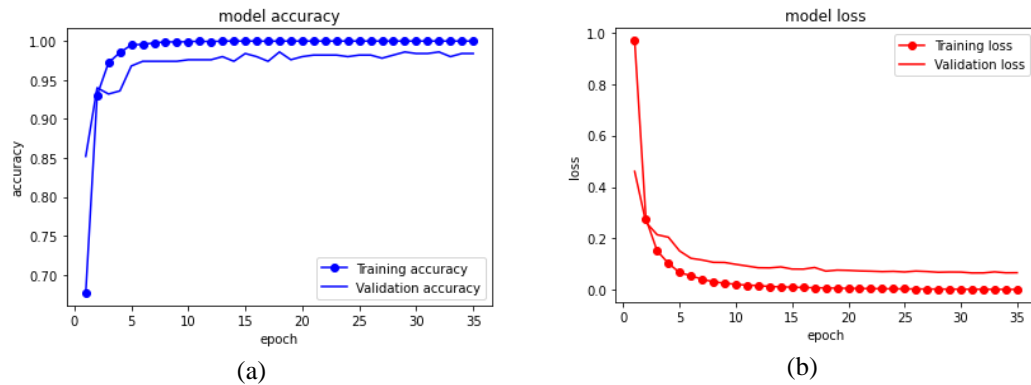 model accuracy
1.00
0.95
0.90
0.85
0.80
0.75
0.70
accuracy
Training accuracy
Validation accuracy
0 5 10 15 20 25 30 35
epoch
(a)
model loss
1.0
0.8
0.6
0.4
0.2
0.0
loss
Training loss
Validation loss
0 5 10 15 20 25 30 35
epoch
(b)